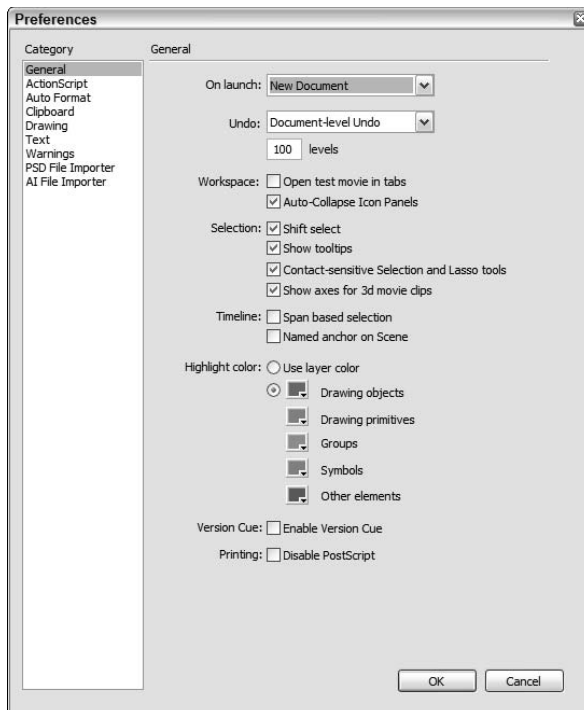 Preferences
Category
General
ActionScript
Auto Format
Clipboard
Drawing
Text
Warnings
PSD File Importer
AI File Importer
General
On launch: New Document
Undo: Document-level Undo
100 levels
Workspace: Open test movie in tabs
Auto-Collapse Icon Panels
Selection: Shift select
Show tooltips
Contact-sensitive Selection and Lasso tools
Show axes for 3d movie clips
Timeline: Span based selection
Named anchor on Scene
Highlight color: Use layer color
Drawing objects
Drawing primitives
Groups
Symbols
Other elements
Version Cue: Enable Version Cue
Printing: Disable PostScript
OK Cancel